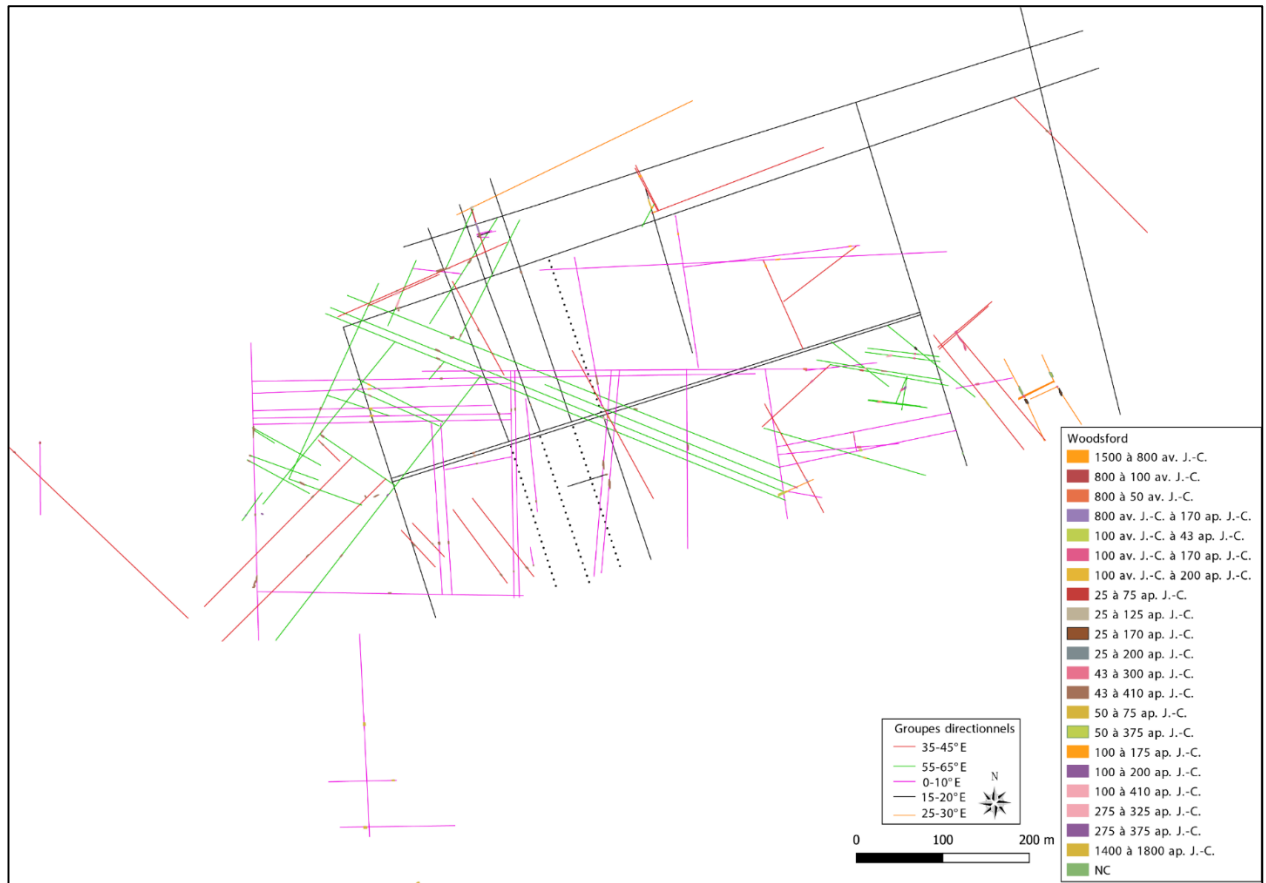 Woodsford
1500 à 800 av. J.-C.
800 à 100 av. J.-C.
800 à 50 av. J.-C.
800 av. J.-C. à 170 ap. J.-C.
100 av. J.-C. à 43 ap. J.-C.
100 av. J.-C. à 170 ap. J.-C.
100 av. J.-C. à 200 ap. J.-C.
25 à 75 ap. J.-C.
25 à 125 ap. J.-C.
25 à 170 ap. J.-C.
25 à 200 ap. J.-C.
43 à 300 ap. J.-C.
43 à 410 ap. J.-C.
50 à 75 ap. J.-C.
50 à 375 ap. J.-C.
100 à 175 ap. J.-C.
100 à 200 ap. J.-C.
100 à 410 ap. J.-C.
275 à 325 ap. J.-C.
275 à 375 ap. J.-C.
1400 à 1800 ap. J.-C.
NC
Groupes directionnels
35-45°E
55-65°E
0-10°E
15-20°E
25-30°E
N
0 100 200 m